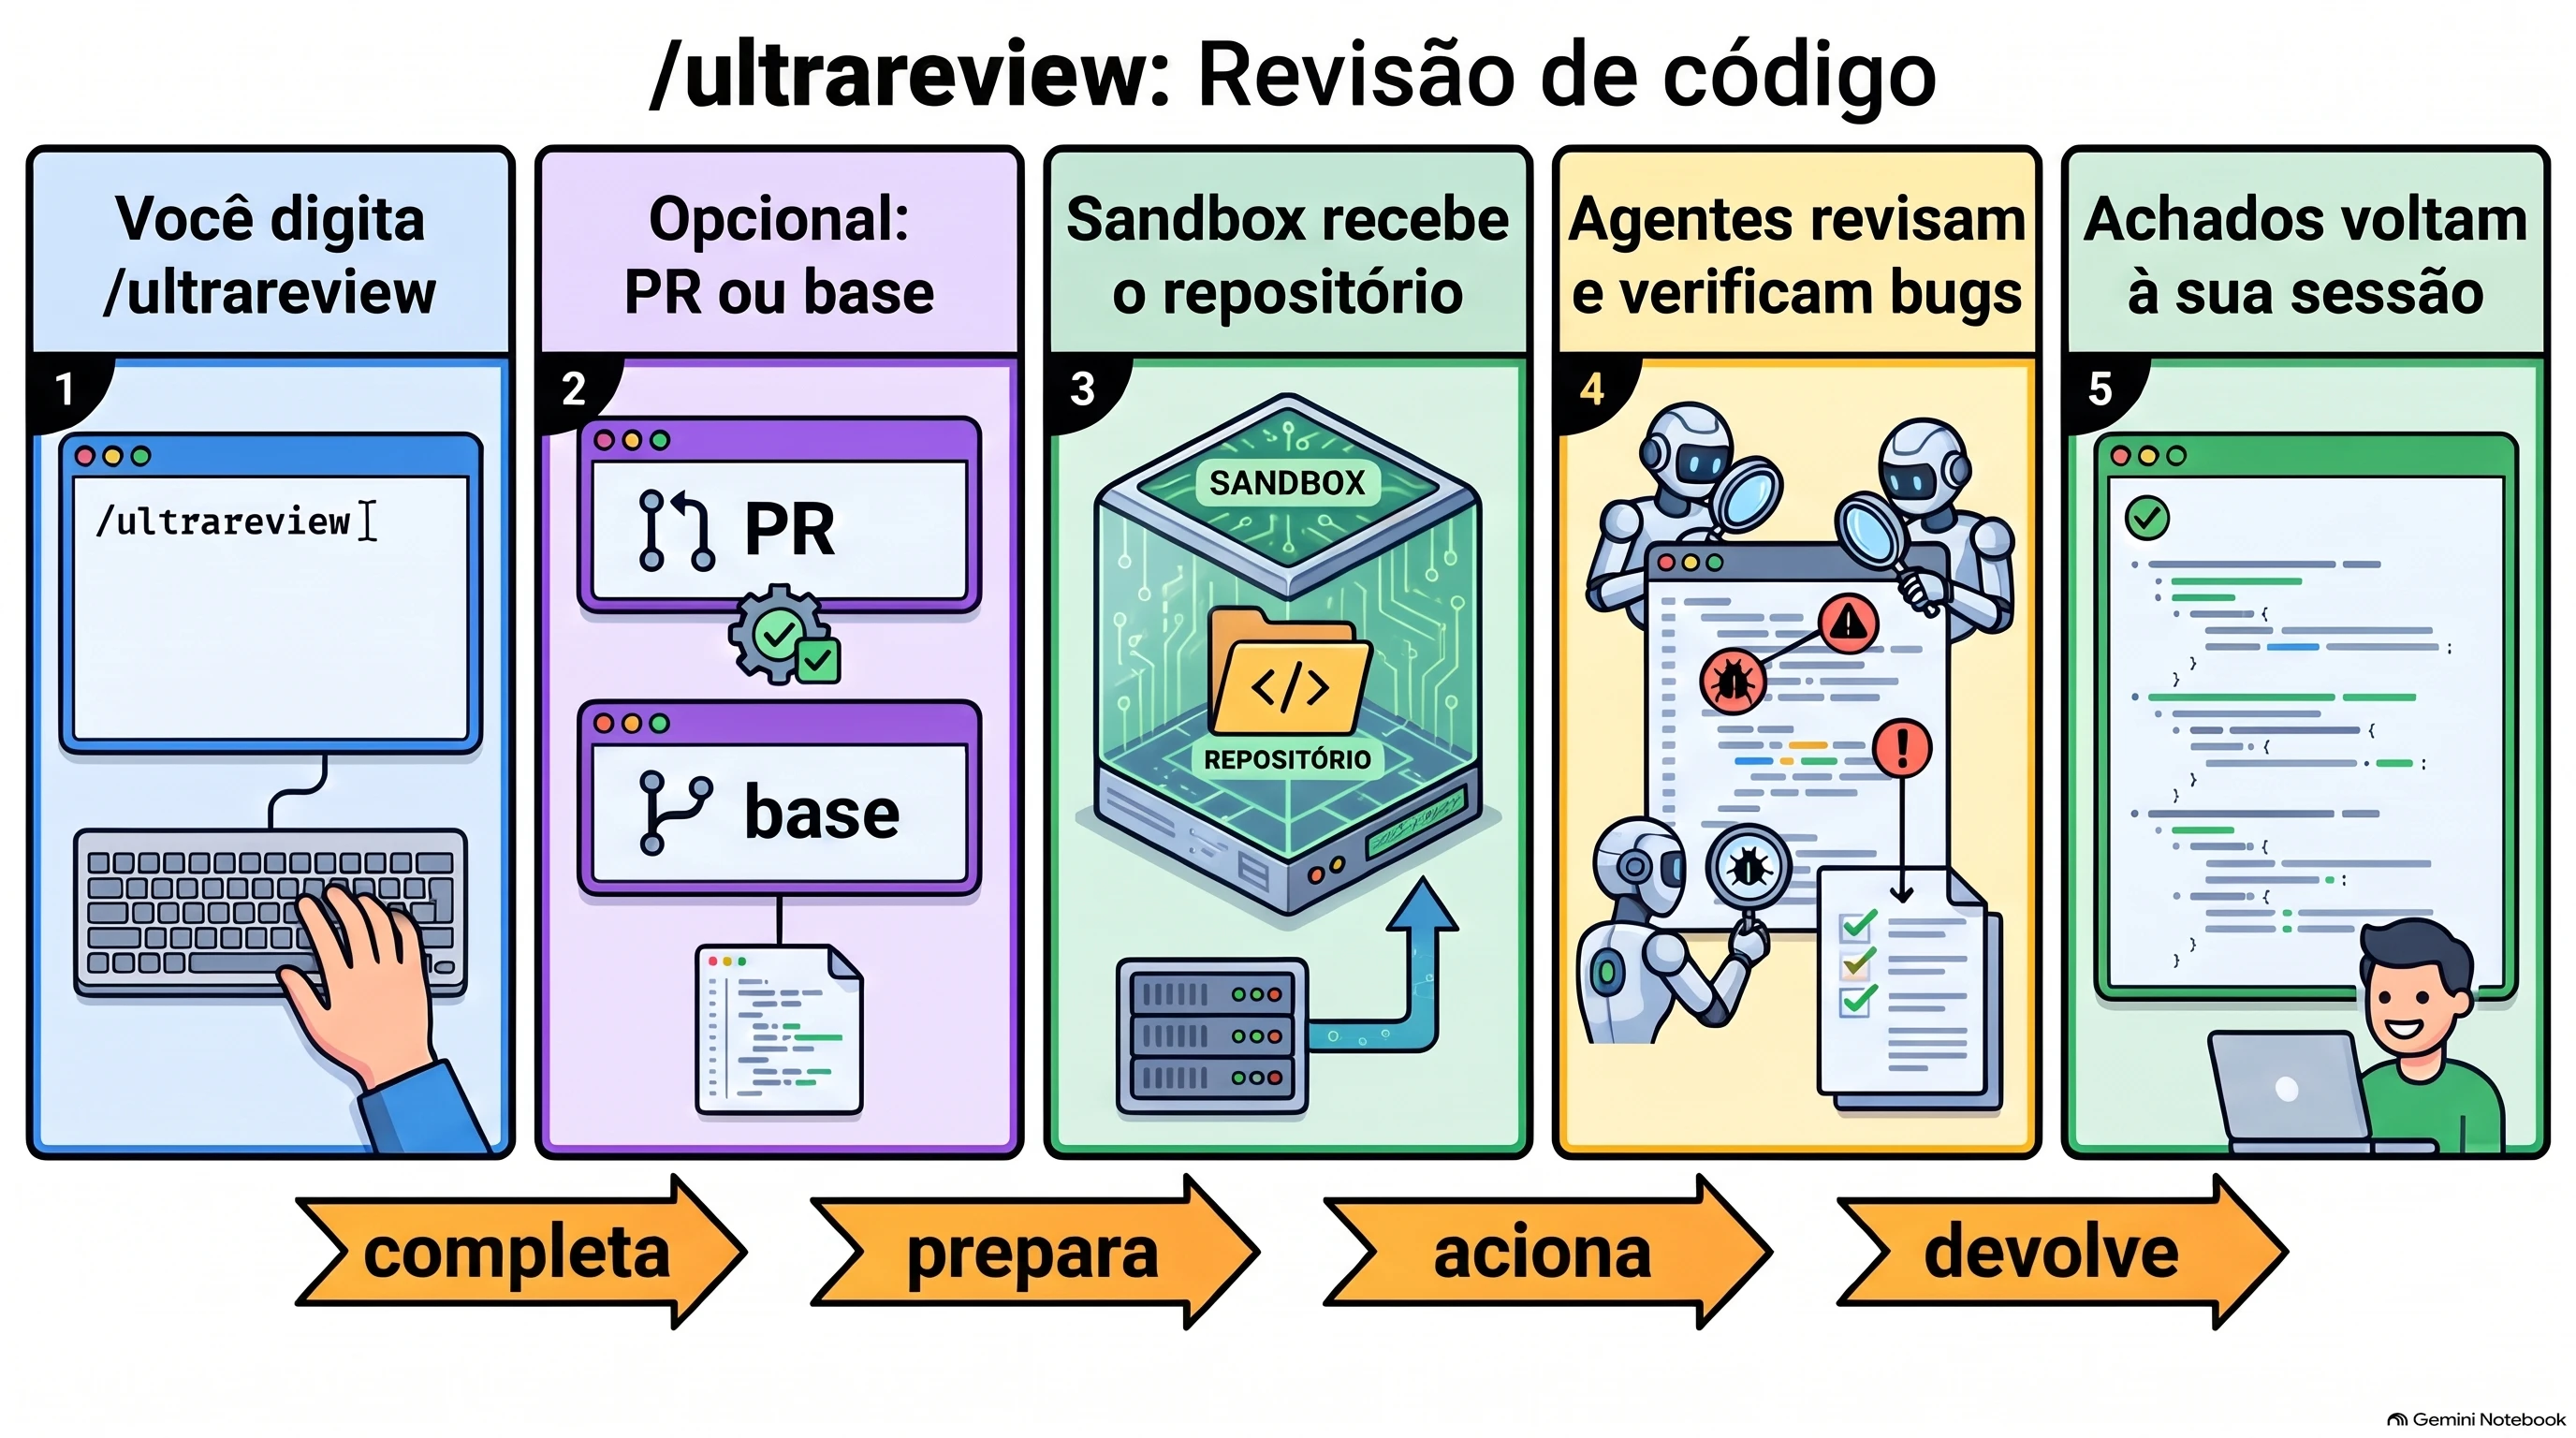 /ultrareview: Revisão de código
Você digita
/ultrareview
1
/ultrareview
Opcional:
PR ou base
2
PR
base
Sandbox recebe
o repositório
3
SANDBOX
</>
REPOSITÓRIO
Agentes revisam
e verificam bugs
4
Achados voltam
à sua sessão
5
completa
prepara
aciona
devolve
Gemini Notebook